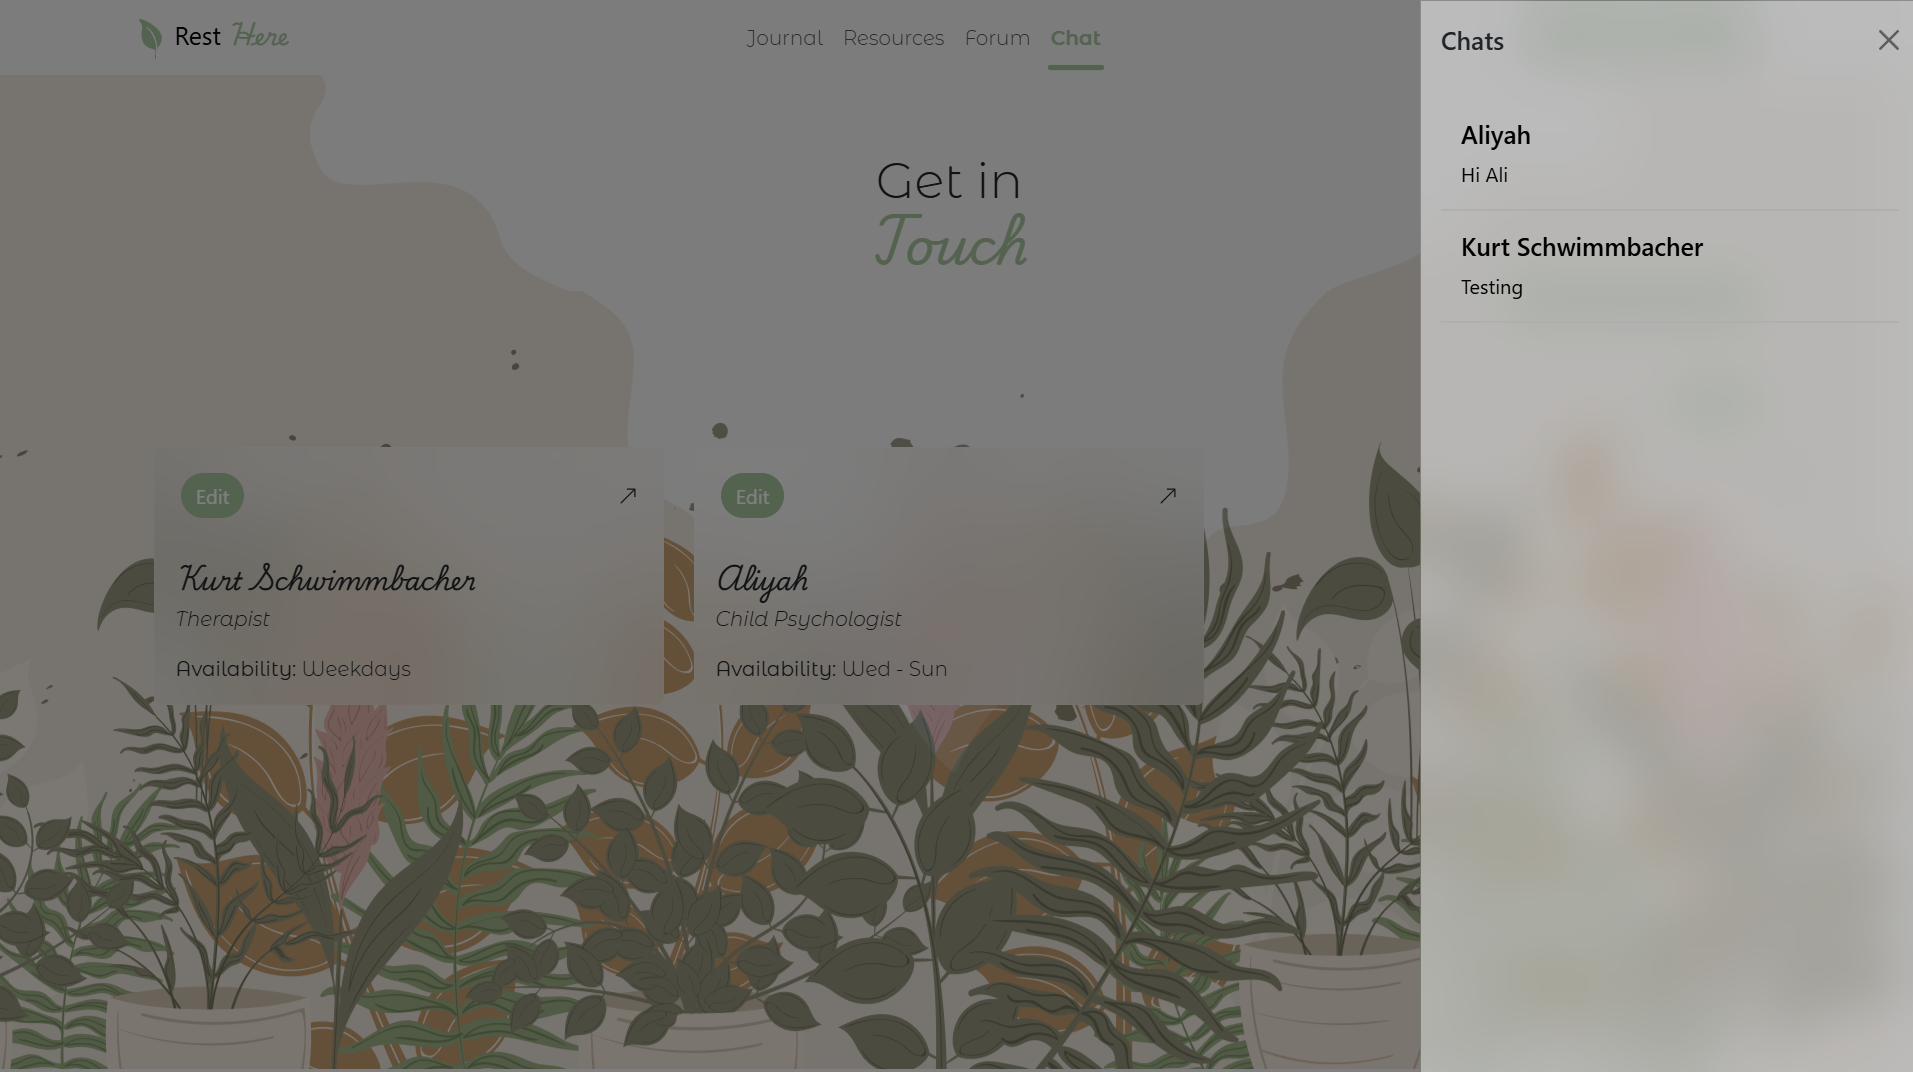 Rest Here
Journal Resources Forum Chat
Get in
Touch
Edit
Kurt Schwimmbacher
Therapist
Availability: Weekdays
Edit
Aliyah
Child Psychologist
Availability: Wed - Sun
Chats
Aliyah
Hi Ali
Kurt Schwimmbacher
Testing